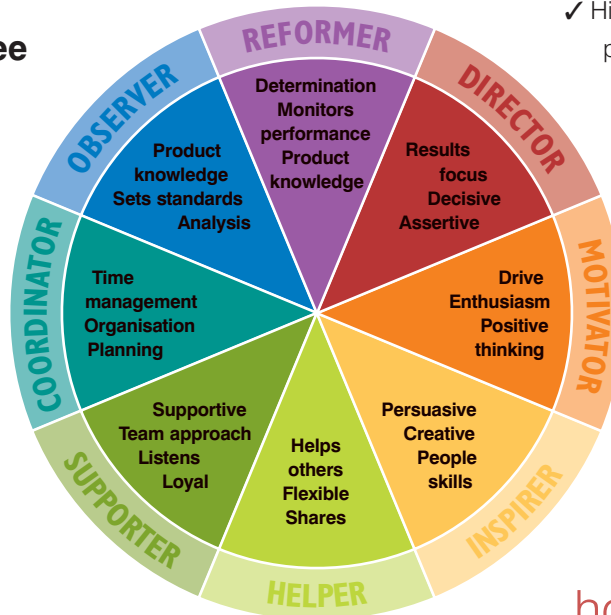 ee
✓ Hi
p
REFORMER
Determination
Monitors
performance
Product
knowledge
DIRECTOR
Results
focus
Decisive
Assertive
MOTIVATOR
Drive
Enthusiasm
Positive
thinking
INSPIRER
Persuasive
Creative
People
skills
HELPER
Helps
others
Flexible
Shares
SUPPORTER
Supportive
Team approach
Listens
Loyal
COORDINATOR
Time
management
Organisation
Planning
OBSERVER
Product
knowledge
Sets standards
Analysis